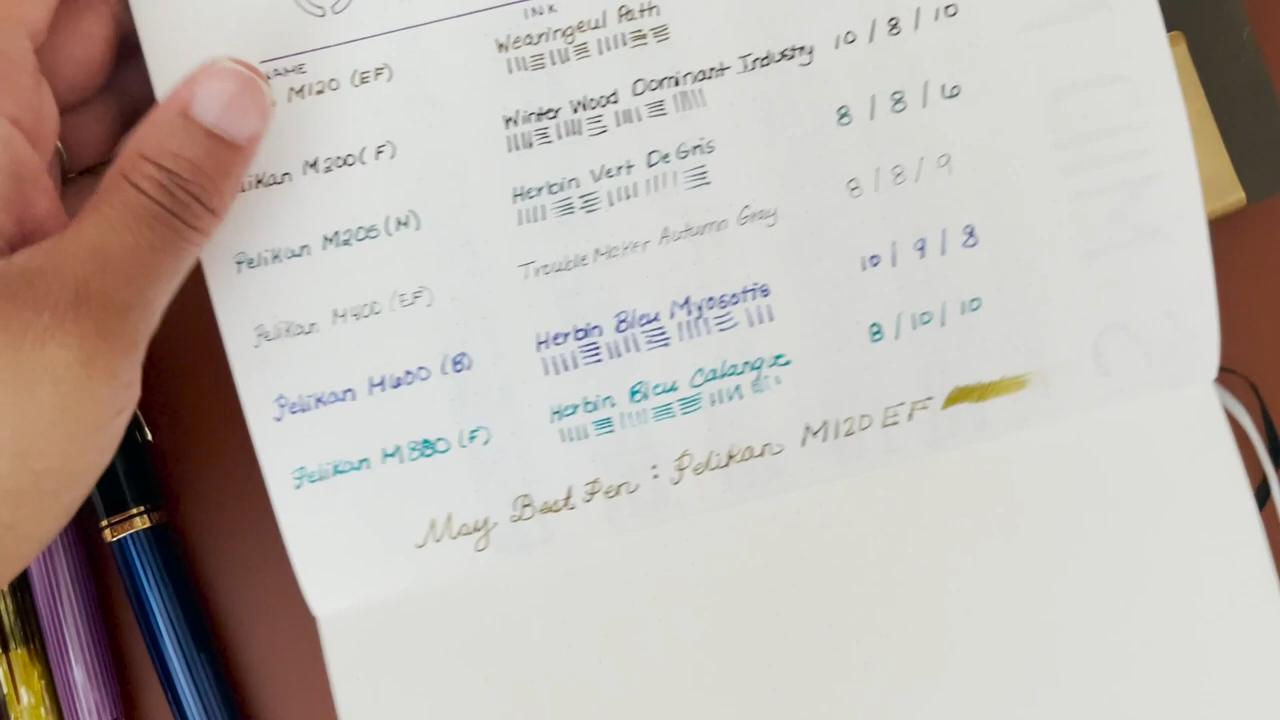 NAME INK
M120 (EF) Wearingeul Path
Pelikan M200 (F) Winter Wood Dominant Industry 10 / 8 / 10
Pelikan M205 (M) Herbin Vert De Gris 8 / 8 / 6
Pelikan M400 (EF) TroubleMaker Autumn Gray 8 / 8 / 9
Pelikan M600 (B) Herbin Bleu Myosotis 10 / 9 / 8
Pelikan M880 (F) Herbin Bleu Calanque 8 / 10 / 10
May Best Pen : Pelikan M120 EF